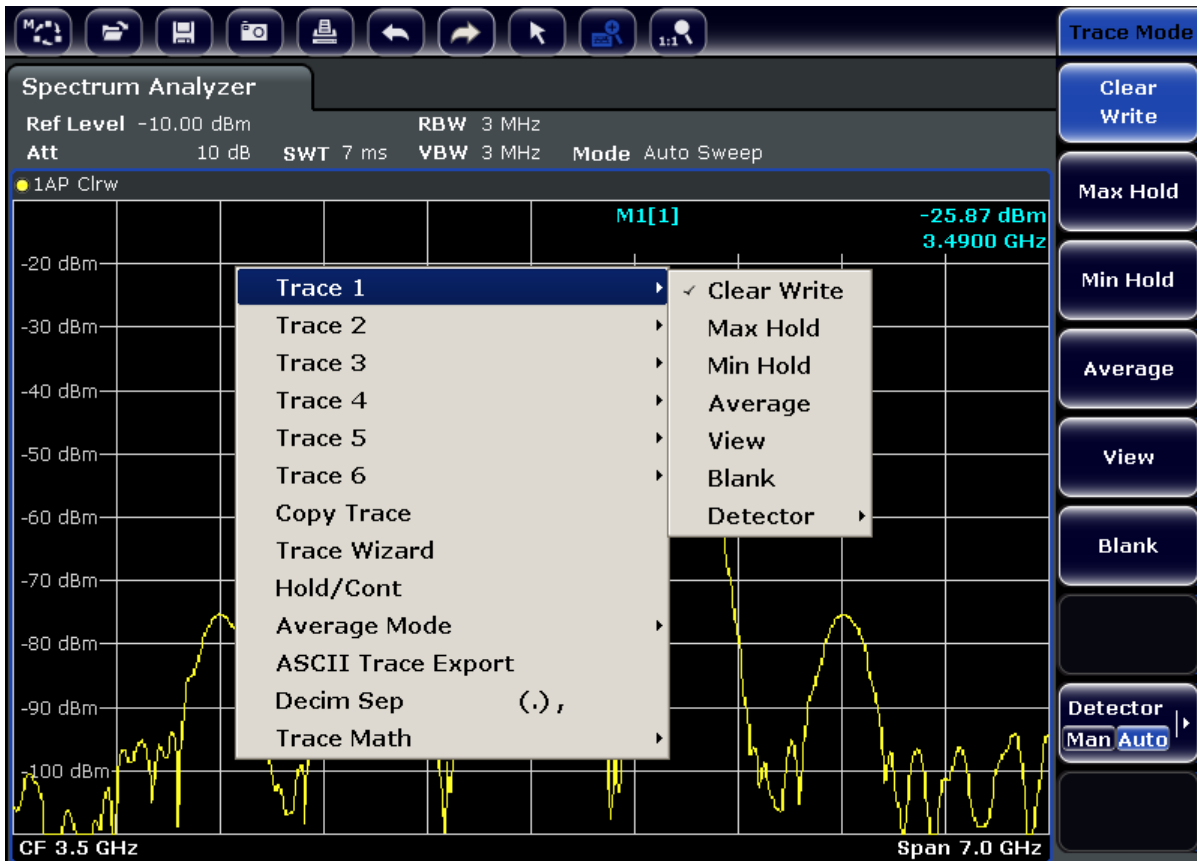 M
1:1
Trace Mode
Spectrum Analyzer
Ref Level -10.00 dBm RBW 3 MHz
Att 10 dB SWT 7 ms VBW 3 MHz Mode Auto Sweep
1AP Clrw
M1[1] -25.87 dBm
3.4900 GHz
-20 dBm
-30 dBm
-40 dBm
-50 dBm
-60 dBm
-70 dBm
-80 dBm
-90 dBm
-100 dBm
Trace 1
Trace 2
Trace 3
Trace 4
Trace 5
Trace 6
Copy Trace
Trace Wizard
Hold/Cont
Average Mode
ASCII Trace Export
Decim Sep (.) ,
Trace Math
Clear Write
Max Hold
Min Hold
Average
View
Blank
Detector
CF 3.5 GHz Span 7.0 GHz
Clear
Write
Max Hold
Min Hold
Average
View
Blank
Detector
Man Auto